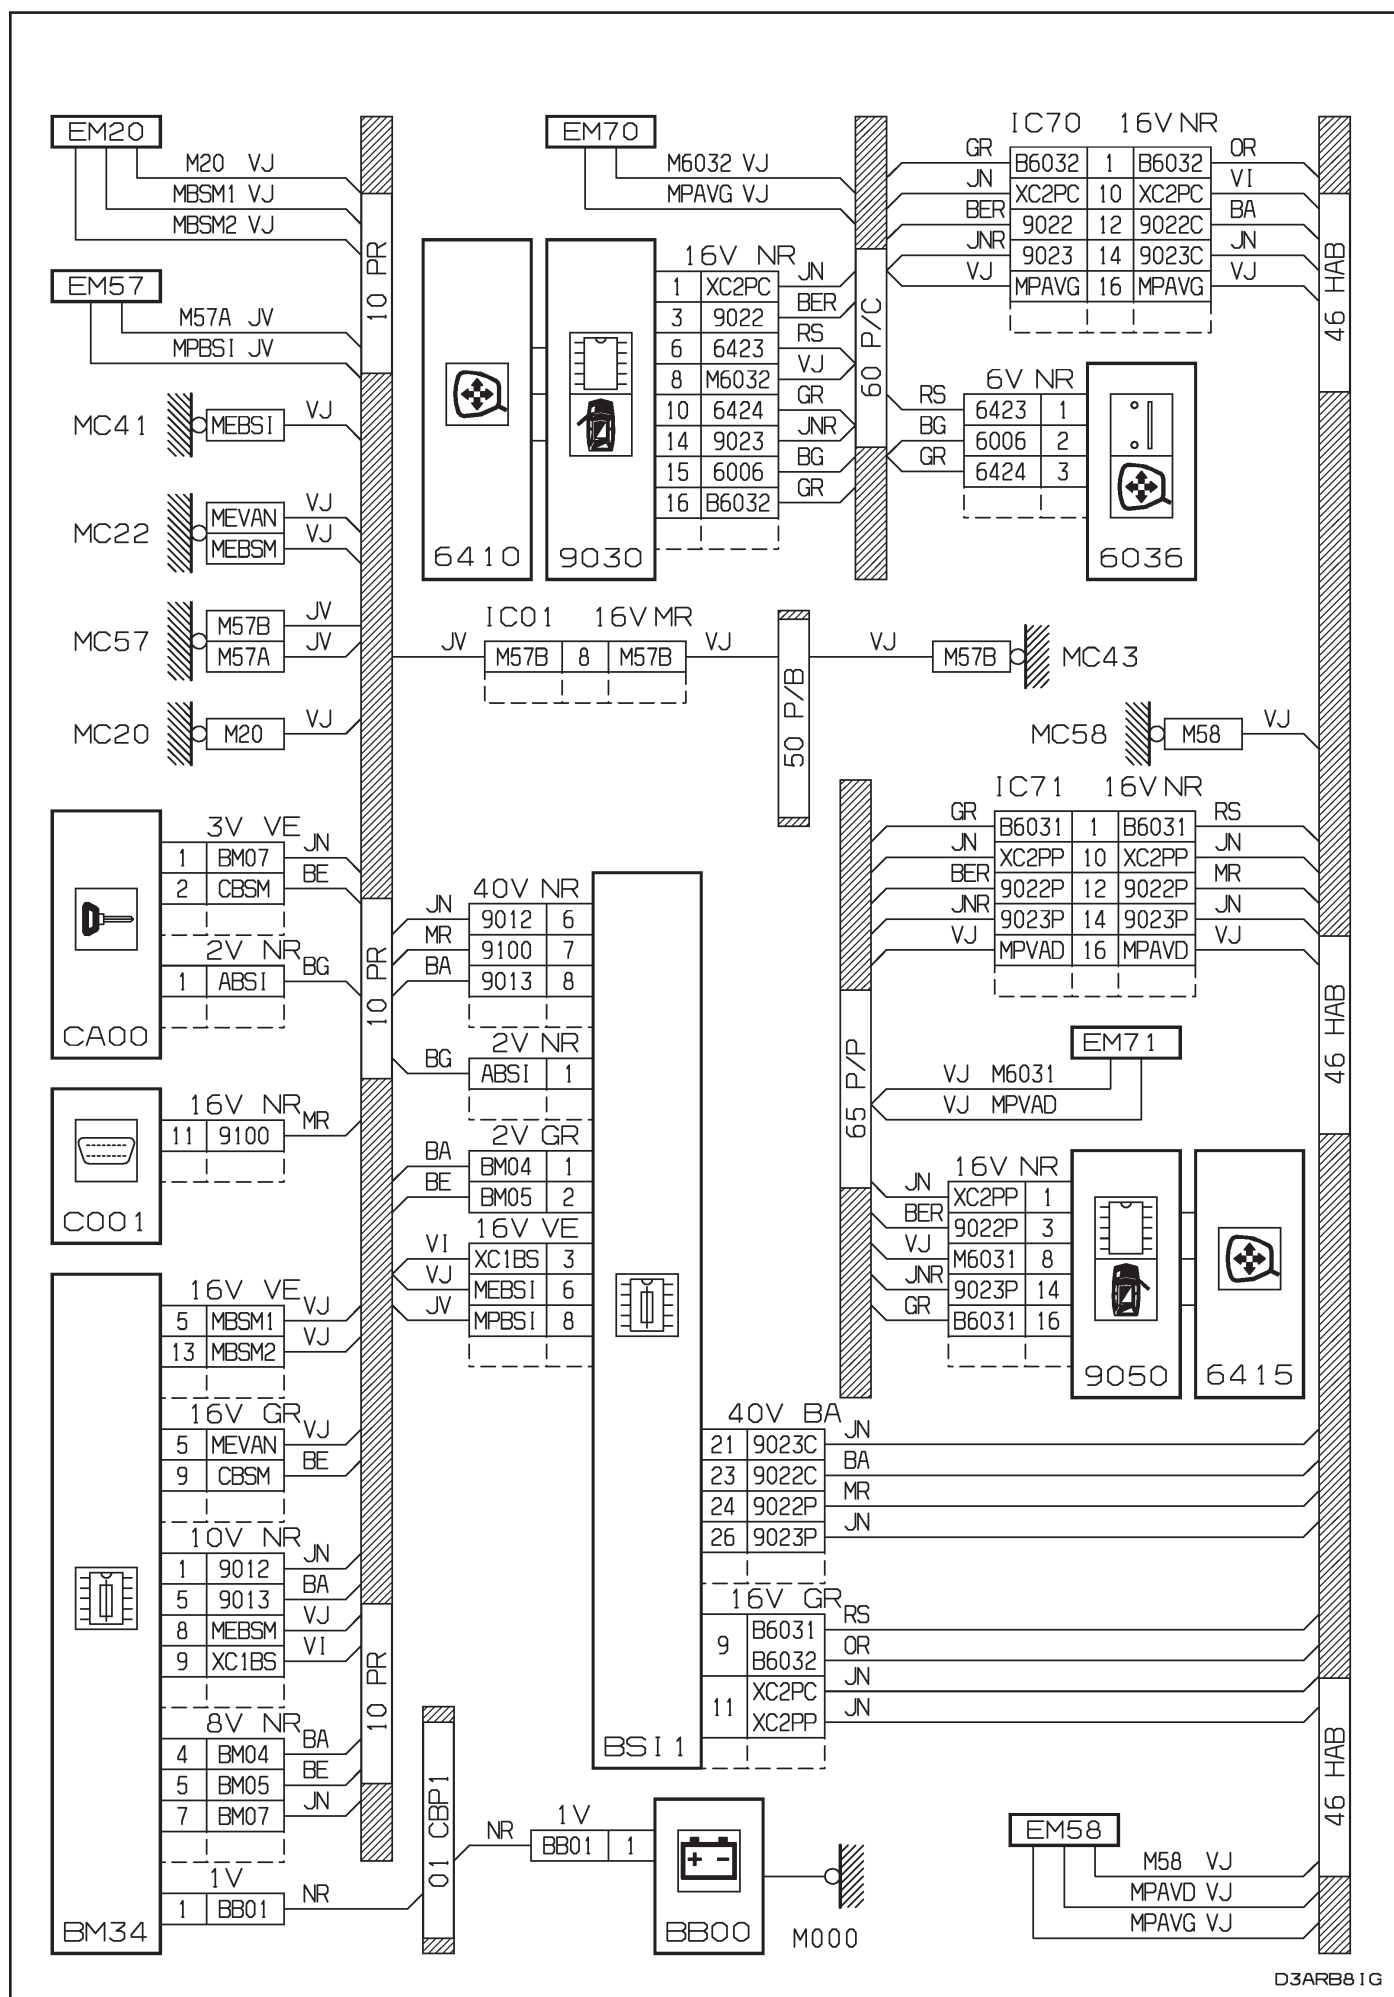 EM20
M20 VJ
MBSM1 VJ
MBSM2 VJ
EM57
M57A JV
MPBSI JV
10 PR
MC41 MEBSI VJ
MC22 MEVAN VJ
MEBSM VJ
MC57 M57B JV
M57A JV
MC20 M20 VJ
EM70
M6032 VJ
MPAVG VJ
6410
9030
16V NR
1 XC2PC JN
3 9022 BER
6 6423 RS
8 M6032 VJ
10 6424 GR
14 9023 JNR
15 6006 BG
16 B6032 GR
60 P/C
IC70 16V NR
GR B6032 1 B6032 OR
JN XC2PC 10 XC2PC VI
BER 9022 12 9022C BA
JNR 9023 14 9023C JN
VJ MPAVG 16 MPAVG VJ
46 HAB
6V NR
RS 6423 1
BG 6006 2
GR 6424 3
6036
IC01 16V MR
JV M57B 8 M57B VJ
50 P/B
VJ M57B MC43
MC58 M58 VJ
CA00
3V VE
1 BM07 JN
2 CBSM BE
2V NR
1 ABSI BG
10 PR
C001
16V NR
11 9100 MR
BM34
16V VE
5 MBSM1 VJ
13 MBSM2 VJ
16V GR
5 MEVAN VJ
9 CBSM BE
10V NR
1 9012 JN
5 9013 BA
8 MEBSM VJ
9 XC1BS VI
8V NR
4 BM04 BA
5 BM05 BE
7 BM07 JN
1V
1 BB01 NR
10 PR
01 CBP1
40V NR
JN 9012 6
MR 9100 7
BA 9013 8
2V NR
BG ABSI 1
2V GR
BA BM04 1
BE BM05 2
16V VE
VI XC1BS 3
VJ MEBSI 6
JV MPBSI 8
BSI1
40V BA
21 9023C JN
23 9022C BA
24 9022P MR
26 9023P JN
16V GR
9 B6031 RS
B6032 OR
11 XC2PC JN
XC2PP JN
1V
NR BB01 1
BB00
M000
IC71 16V NR
GR B6031 1 B6031 RS
JN XC2PP 10 XC2PP JN
BER 9022P 12 9022P MR
JNR 9023P 14 9023P JN
VJ MPVAD 16 MPAVD VJ
46 HAB
65 P/P
EM71
VJ M6031
VJ MPVAD
16V NR
JN XC2PP 1
BER 9022P 3
VJ M6031 8
JNR 9023P 14
GR B6031 16
9050
6415
46 HAB
EM58
M58 VJ
MPAVD VJ
MPAVG VJ
D3ARB8IG